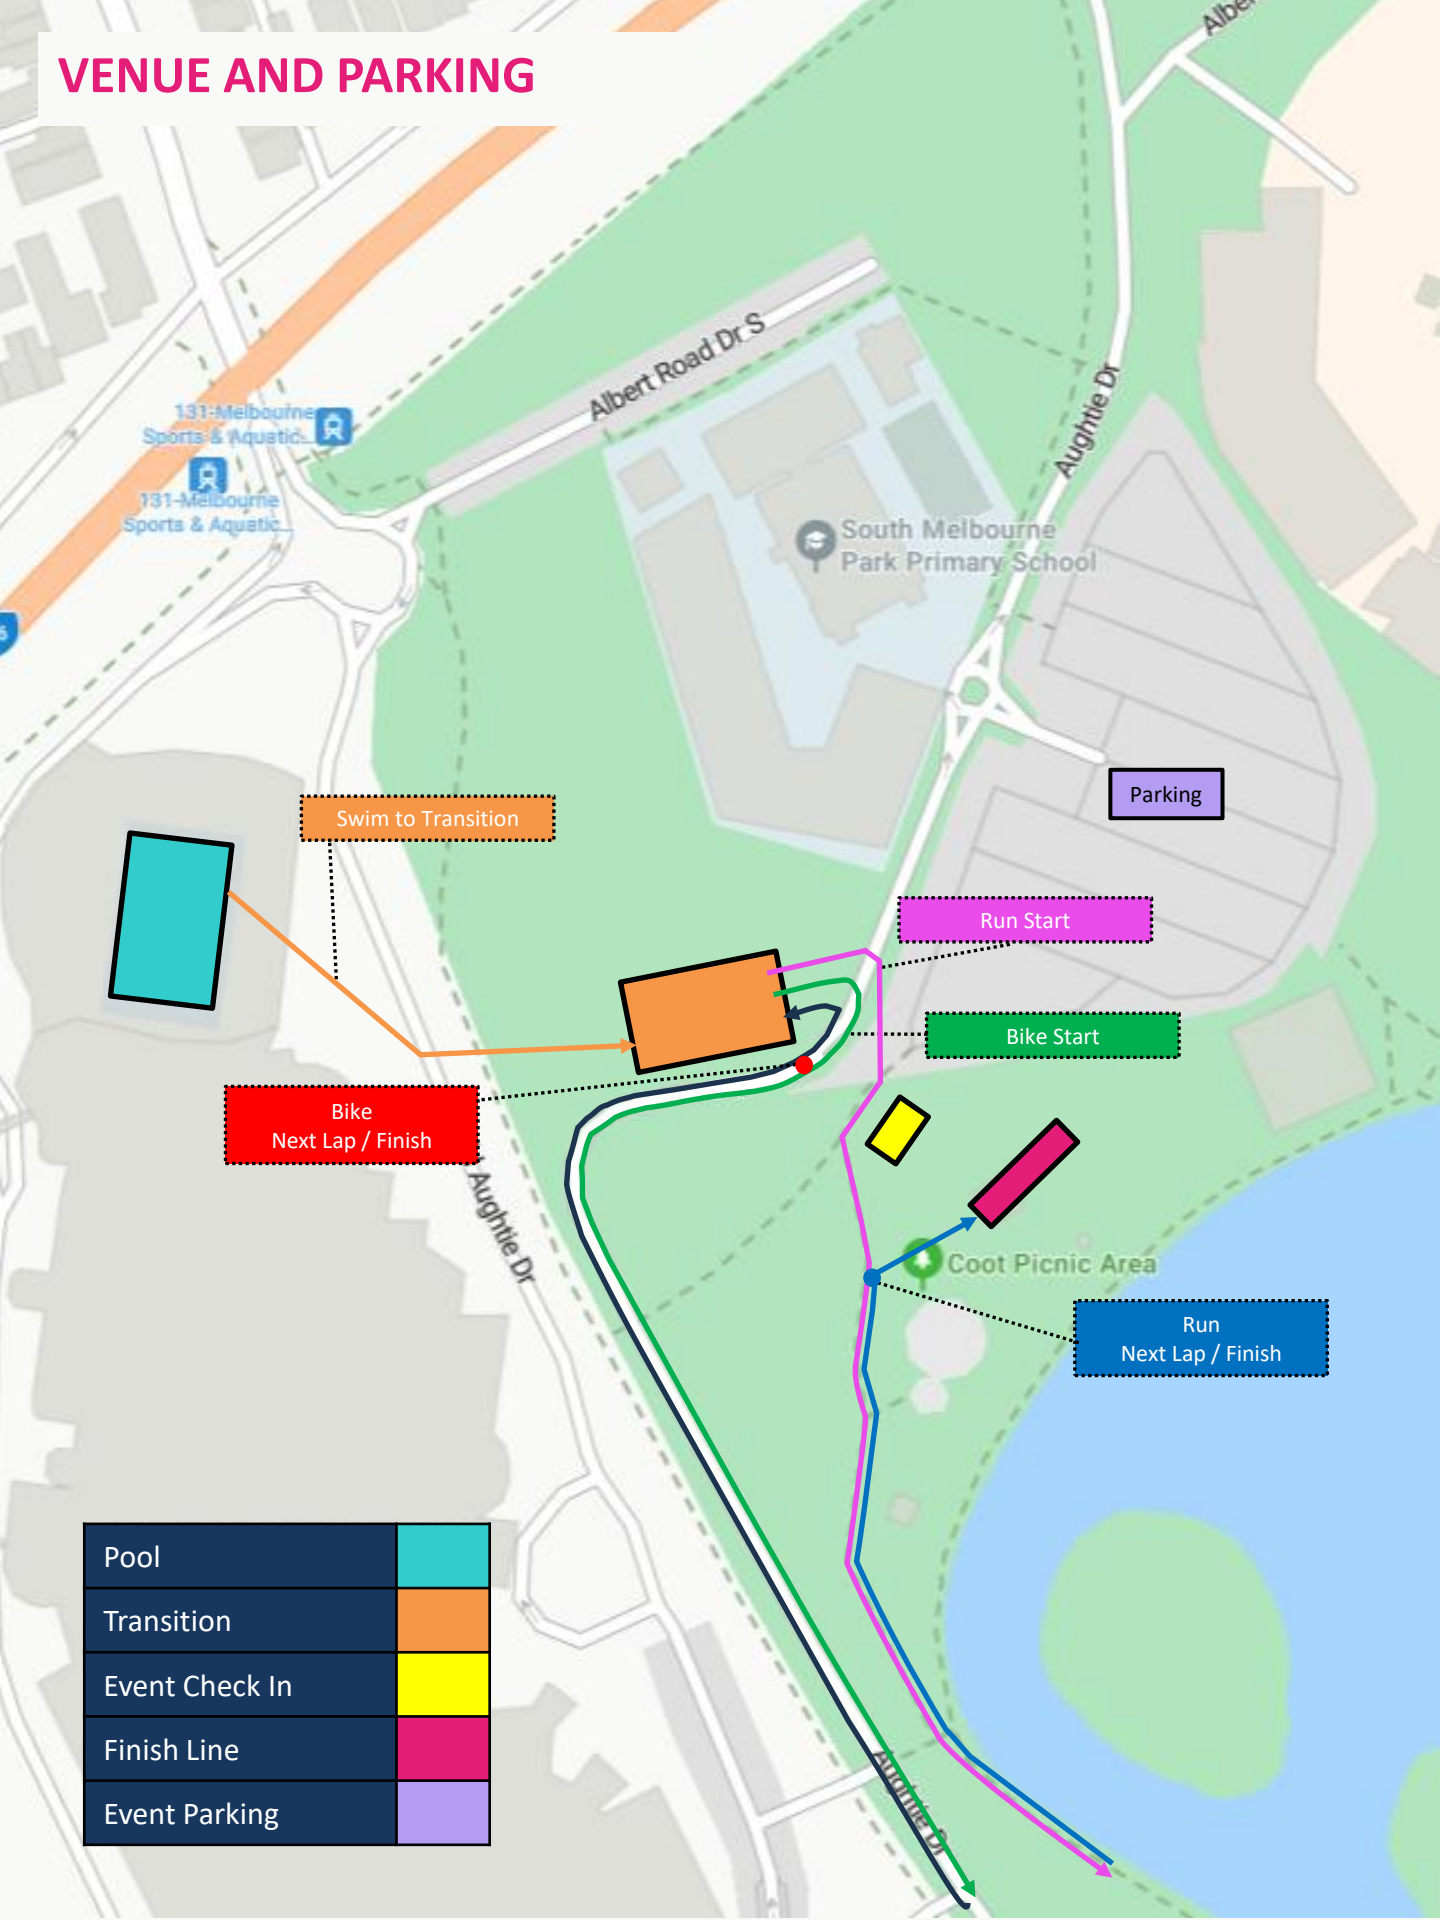 VENUE AND PARKING
Albert Road Dr S
131-Melbourne
Sports & Aquatic...
131-Melbourne
Sports & Aquatic...
Aughtie Dr
South Melbourne
Park Primary School
Parking
Swim to Transition
Run Start
Bike Start
Bike
Next Lap / Finish
Aughtie Dr
Coot Picnic Area
Run
Next Lap / Finish
Pool
Transition
Event Check In
Finish Line
Event Parking
Aughtie Dr